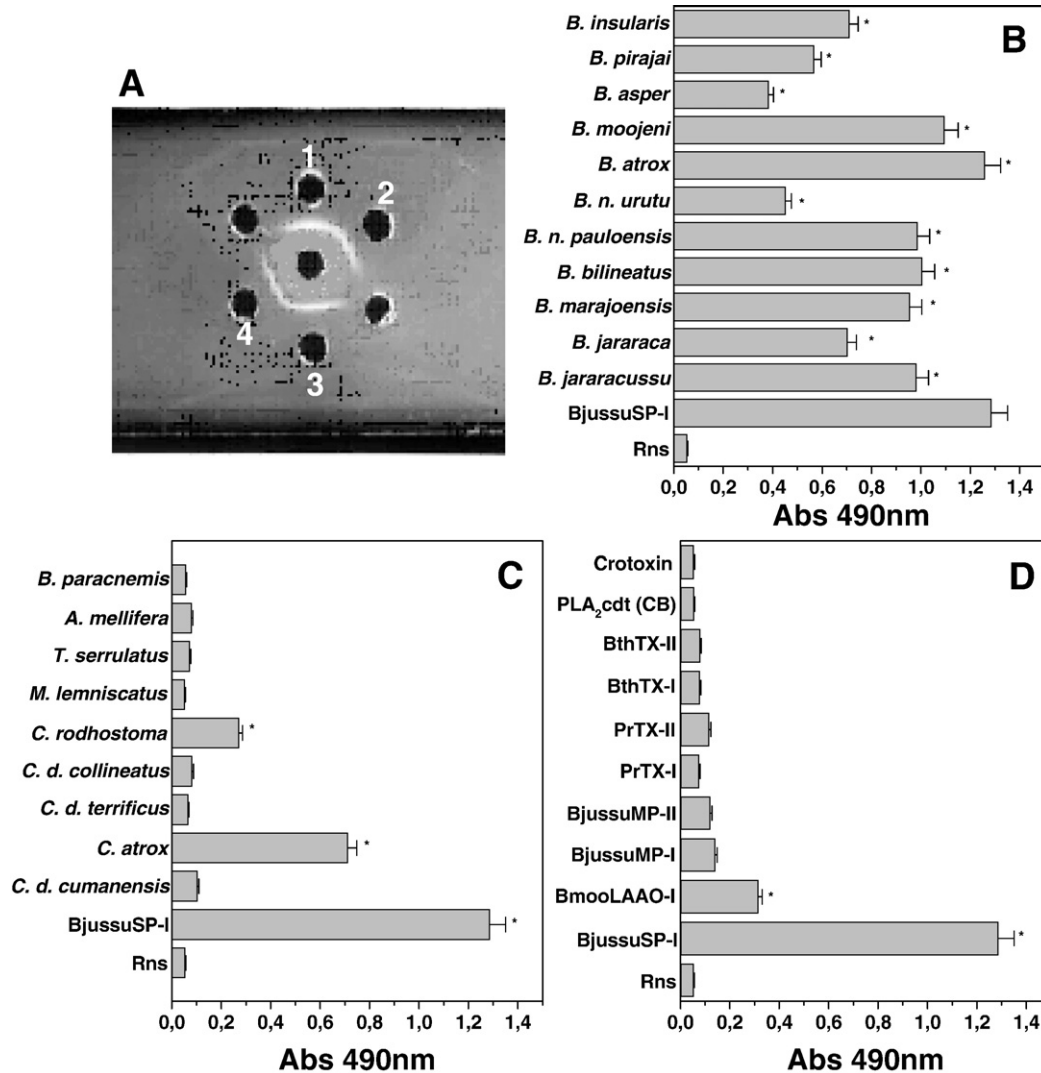 A
1
2
3
4
B
B. insularis
B. pirajai
B. asper
B. moojeni
B. atrox
B. n. urutu
B. n. pauloensis
B. bilineatus
B. marajoensis
B. jararaca
B. jararacussu
BjussuSP-I
Rns
* * * * * * * * * * *
0,0 0,2 0,4 0,6 0,8 1,0 1,2 1,4
Abs 490nm
C
B. paracnemis
A. mellifera
T. serrulatus
M. lemniscatus
C. rodhostoma *
C. d. collineatus
C. d. terrificus
C. atrox *
C. d. cumanensis
BjussuSP-I *
Rns
0,0 0,2 0,4 0,6 0,8 1,0 1,2 1,4
Abs 490nm
D
Crotoxin
PLA₂cdt (CB)
BthTX-II
BthTX-I
PrTX-II
PrTX-I
BjussuMP-II
BjussuMP-I
BmooLAAO-I *
BjussuSP-I *
Rns
0,0 0,2 0,4 0,6 0,8 1,0 1,2 1,4
Abs 490nm